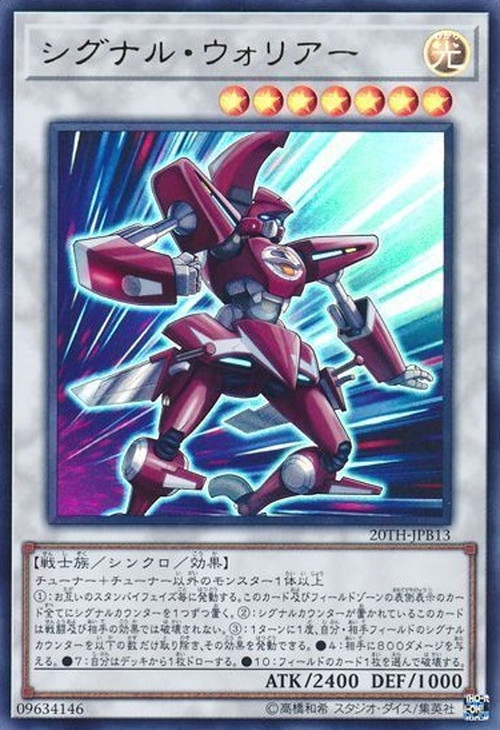 シグナル・ウォリアー
光
20TH-JPB13
【戦士族／シンクロ／効果】
チューナー＋チューナー以外のモンスター1体以上
①:お互いのスタンバイフェイズ毎に発動する。このカード及びフィールドゾーンの表側表示のカード
全てにシグナルカウンターを1つずつ置く。②:シグナルカウンターが置かれているこのカード
は戦闘及び相手の効果では破壊されない。③:1ターンに1度、自分・相手フィールドのシグナル
カウンターを以下の数だけ取り除き、その効果を発動できる。●4:相手に800ダメージを与
える。●7:自分はデッキから1枚ドローする。●10:フィールドのカード1枚を選んで破壊する。
ATK/2400 DEF/1000
09634146
©高橋和希 スタジオ・ダイス/集英社